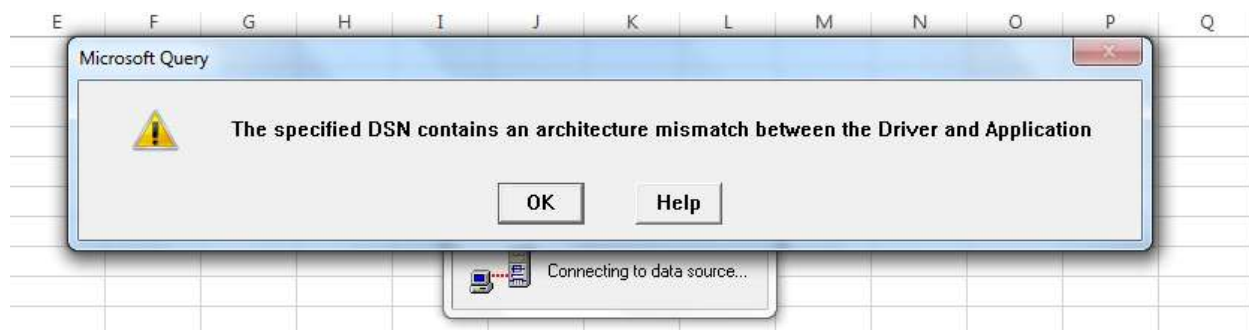 E F G H I J K L M N O P Q
Microsoft Query
The specified DSN contains an architecture mismatch between the Driver and Application
OK Help
Connecting to data source...